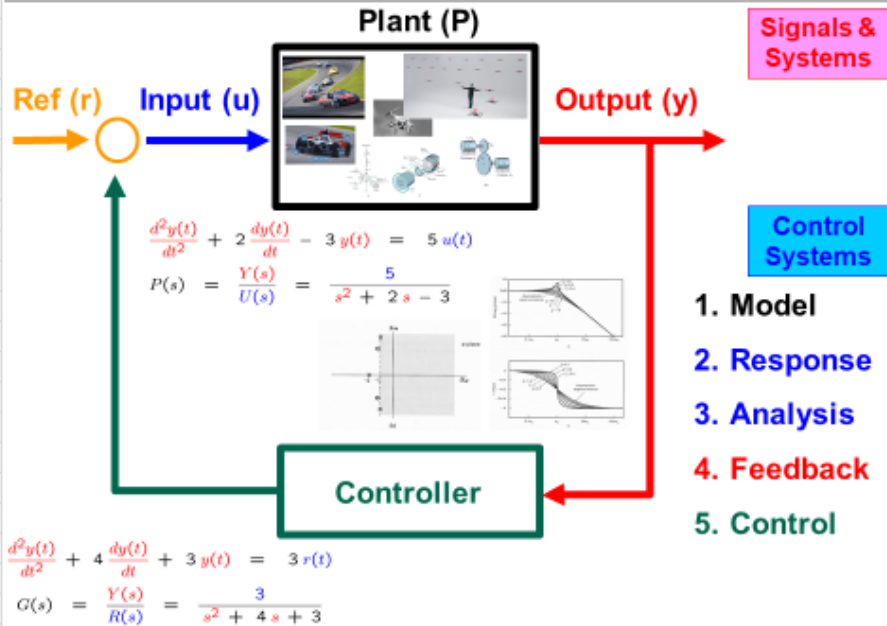 Plant (P)
Signals &
Systems
Ref (r)
Input (u)
Output (y)
d²y(t)/dt² + 2 dy(t)/dt − 3 y(t) = 5 u(t)
P(s) = Y(s)/U(s) = 5/(s² + 2 s − 3)
Control
Systems
1. Model
2. Response
3. Analysis
4. Feedback
5. Control
Controller
d²y(t)/dt² + 4 dy(t)/dt + 3 y(t) = 3 r(t)
G(s) = Y(s)/R(s) = 3/(s² + 4 s + 3)